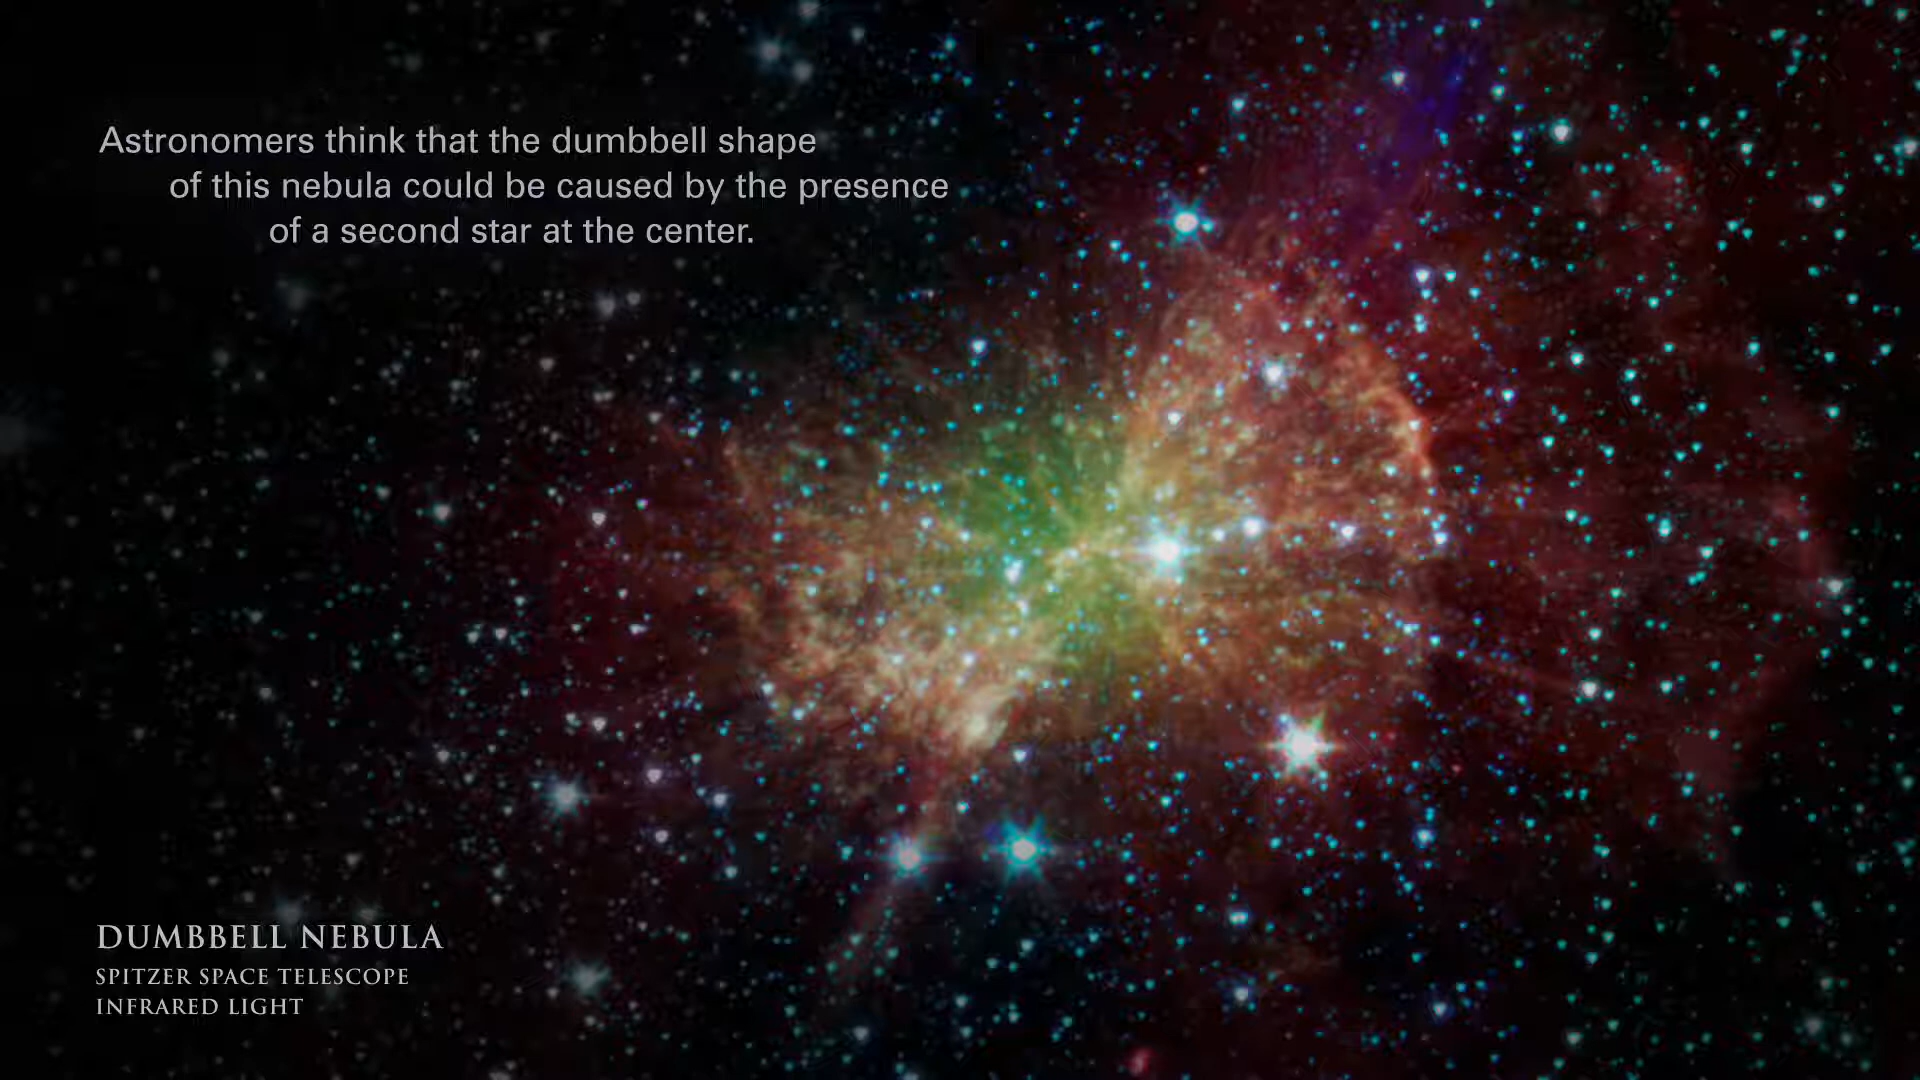 Astronomers think that the dumbbell shape
of this nebula could be caused by the presence
of a second star at the center.
DUMBBELL NEBULA
SPITZER SPACE TELESCOPE
INFRARED LIGHT